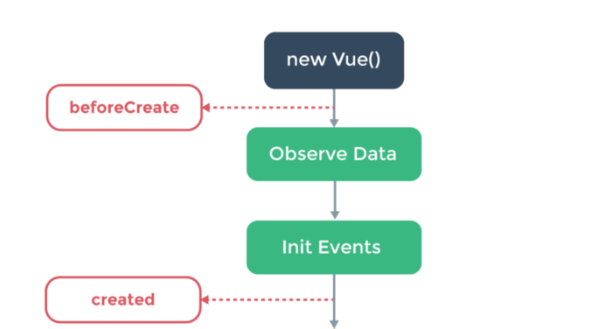 new Vue()
beforeCreate
Observe Data
Init Events
created